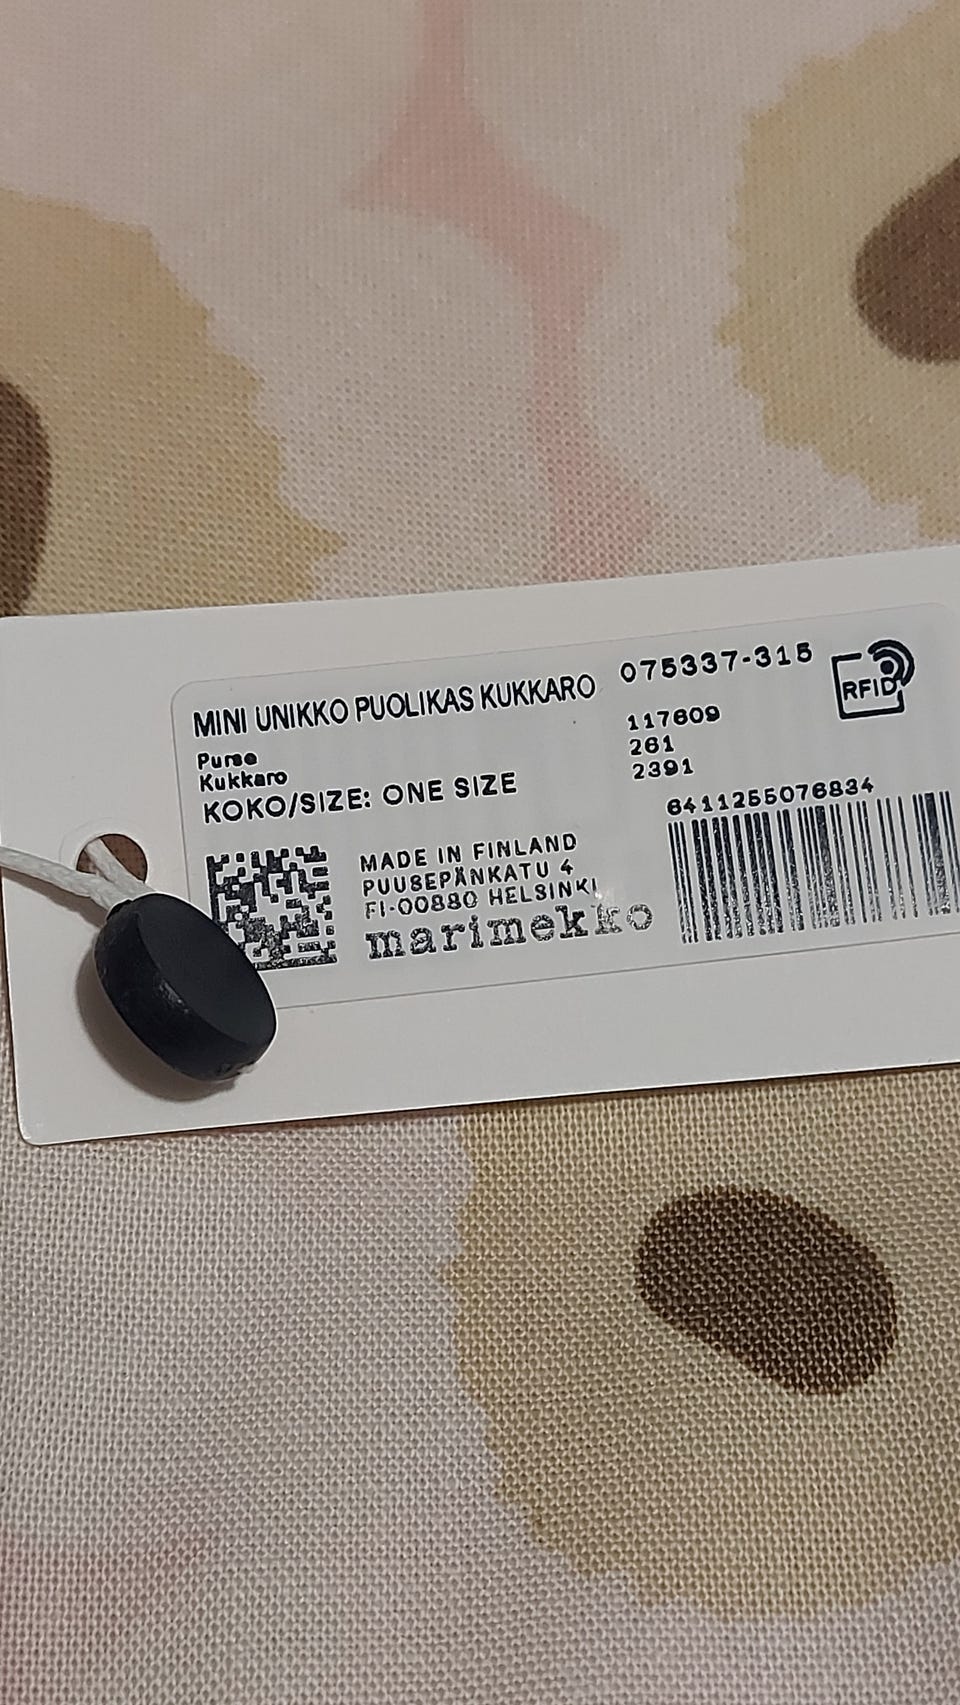 MINI UNIKKO PUOLIKAS KUKKARO
075337-315
RFID
Purse
Kukkaro
117609
261
2391
KOKO/SIZE: ONE SIZE
6411255076834
MADE IN FINLAND
PUUSEPÄNKATU 4
FI-00880 HELSINKI
marimekko